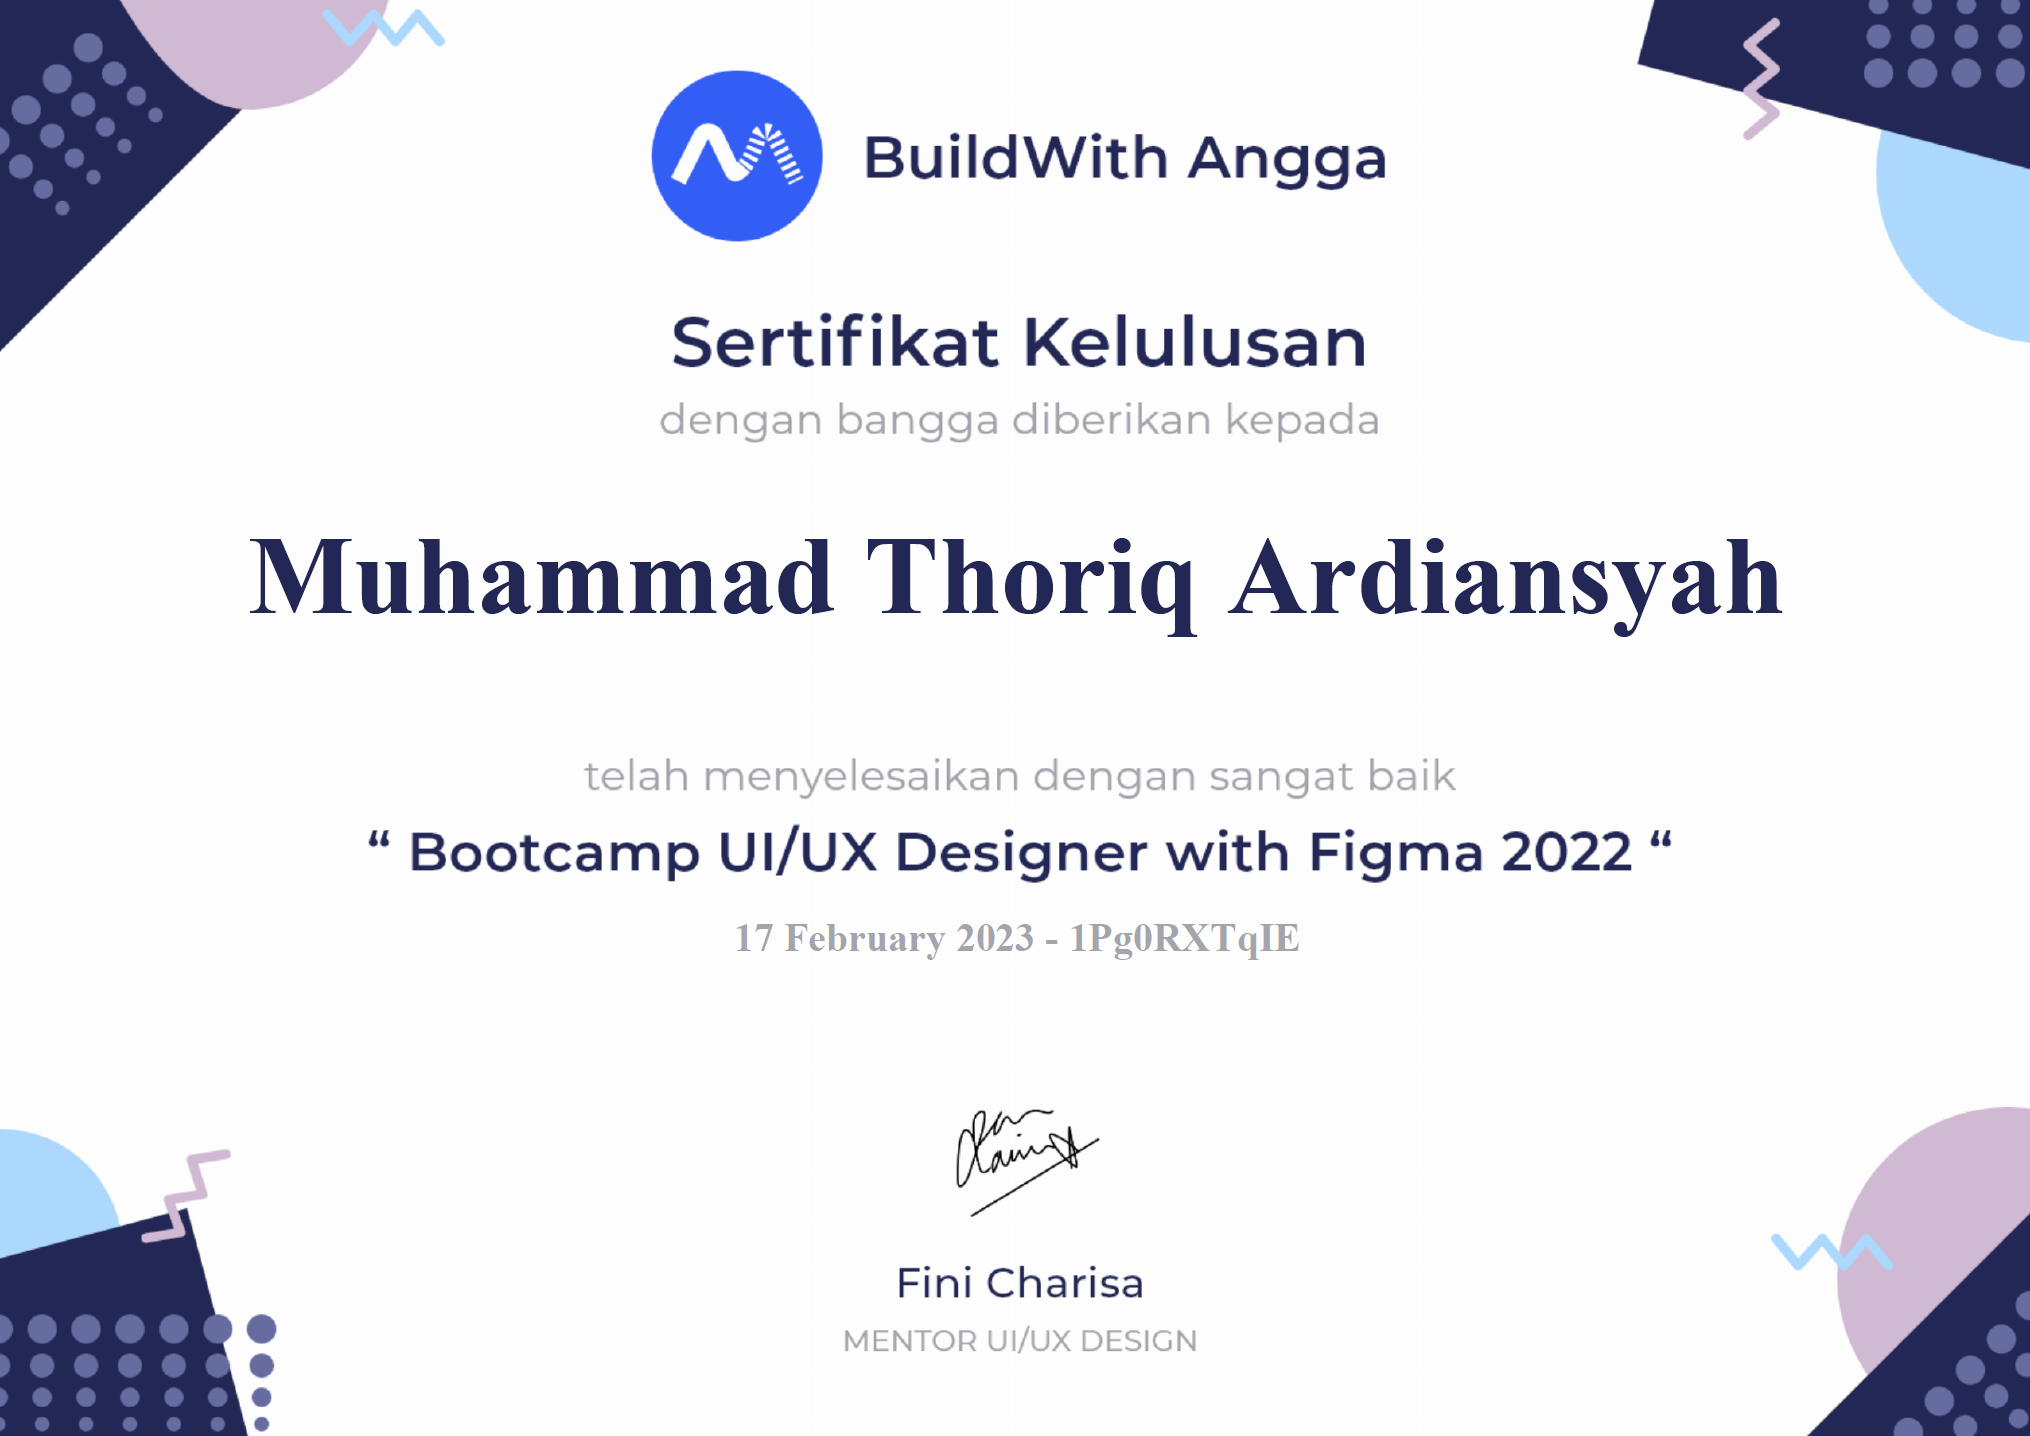 BuildWith Angga
Sertifikat Kelulusan
dengan bangga diberikan kepada
Muhammad Thoriq Ardiansyah
telah menyelesaikan dengan sangat baik
“ Bootcamp UI/UX Designer with Figma 2022 “
17 February 2023 - 1Pg0RXTqIE
Fini Charisa
MENTOR UI/UX DESIGN